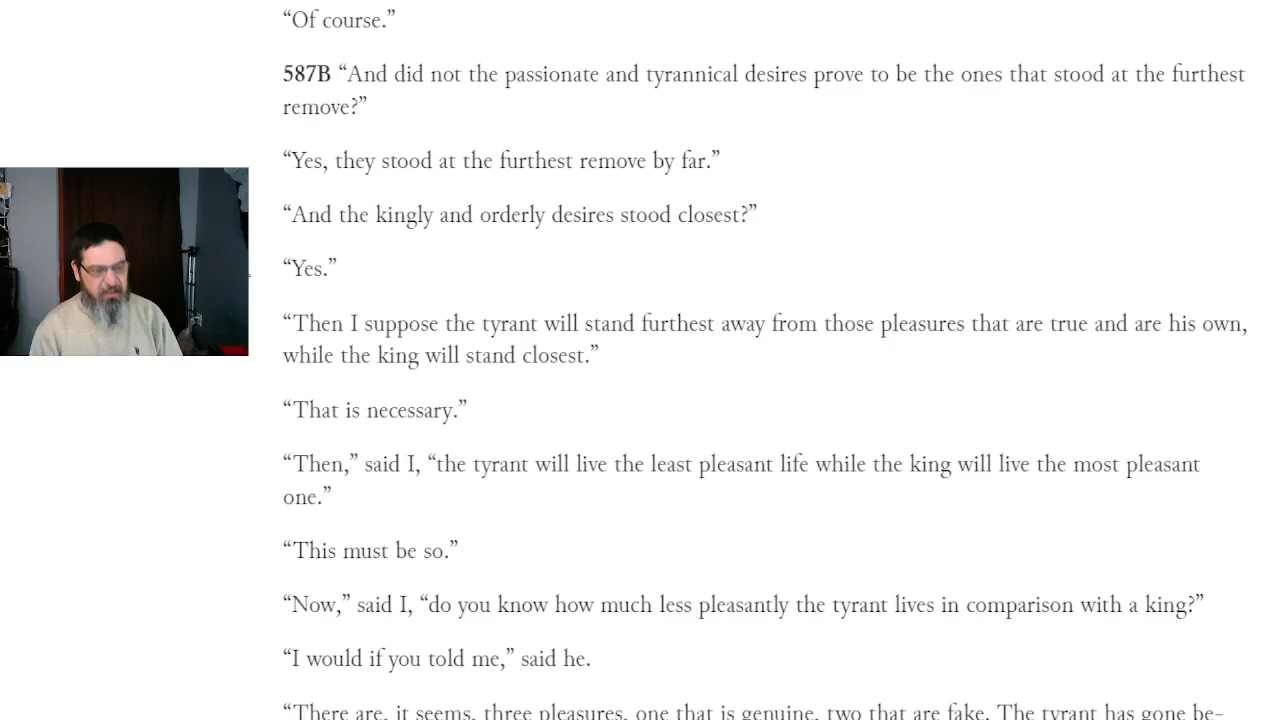 “Of course.”
587B “And did not the passionate and tyrannical desires prove to be the ones that stood at the furthest
remove?”
“Yes, they stood at the furthest remove by far.”
“And the kingly and orderly desires stood closest?”
“Yes.”
“Then I suppose the tyrant will stand furthest away from those pleasures that are true and are his own,
while the king will stand closest.”
“That is necessary.”
“Then,” said I, “the tyrant will live the least pleasant life while the king will live the most pleasant
one.”
“This must be so.”
“Now,” said I, “do you know how much less pleasantly the tyrant lives in comparison with a king?”
“I would if you told me,” said he.
“There are, it seems, three pleasures, one that is genuine, two that are fake. The tyrant has gone be-